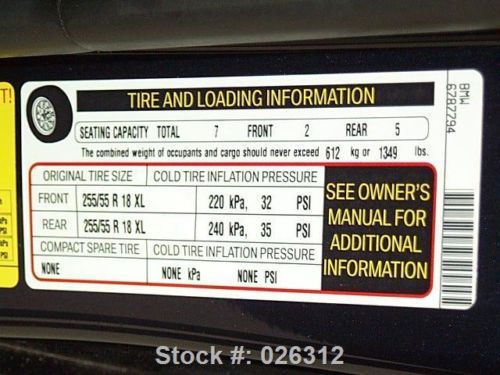 T!
TIRE AND LOADING INFORMATION
SEATING CAPACITY TOTAL 7 FRONT 2 REAR 5
The combined weight of occupants and cargo should never exceed 612 kg or 1349 lbs.
ORIGINAL TIRE SIZE COLD TIRE INFLATION PRESSURE
FRONT 255/55 R 18 XL 220 kPa, 32 PSI
REAR 255/55 R 18 XL 240 kPa, 35 PSI
COMPACT SPARE TIRE COLD TIRE INFLATION PRESSURE
NONE NONE kPa NONE PSI
SEE OWNER'S
MANUAL FOR
ADDITIONAL
INFORMATION
BMW
6787794
Stock #: 026312